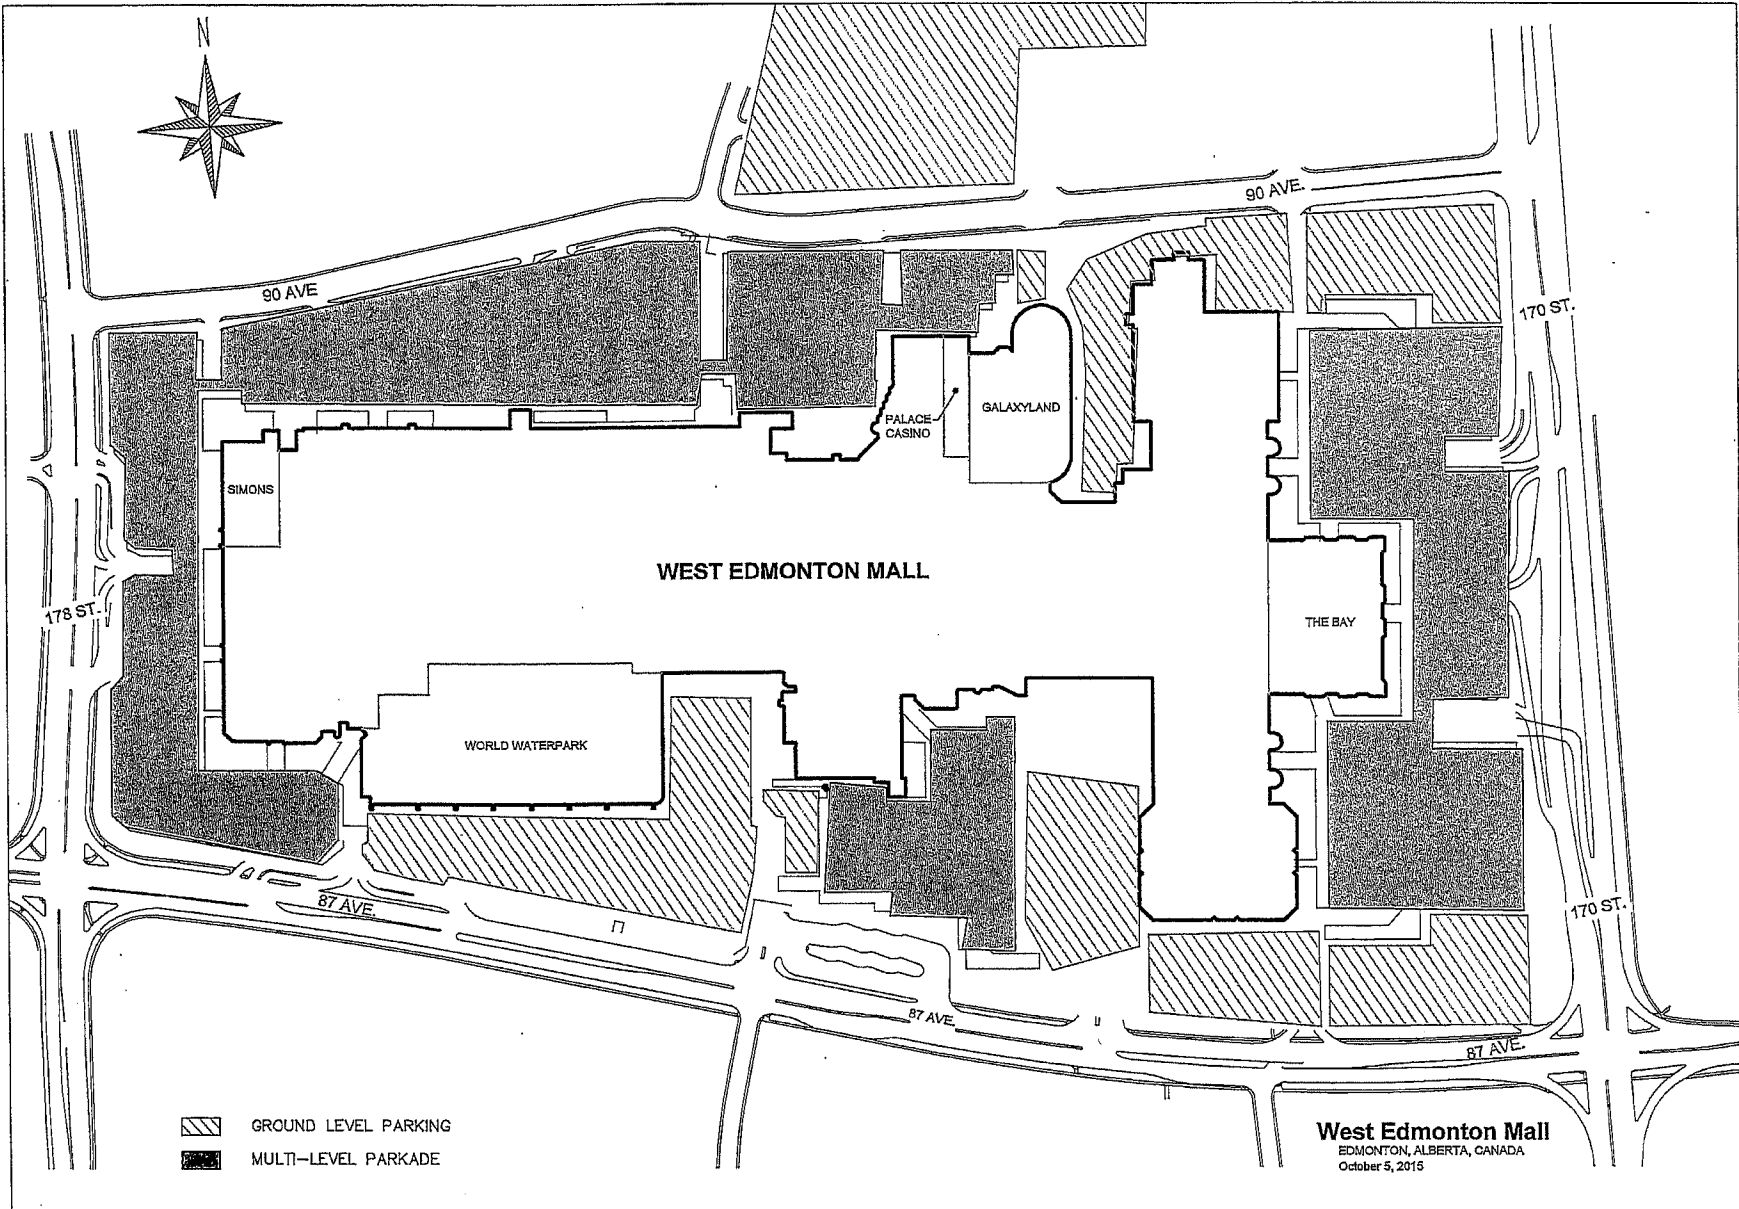 N
90 AVE.
90 AVE
170 ST.
PALACE
CASINO
GALAXYLAND
SIMONS
WEST EDMONTON MALL
178 ST.
THE BAY
WORLD WATERPARK
87 AVE.
170 ST.
87 AVE.
87 AVE.
GROUND LEVEL PARKING
MULTI-LEVEL PARKADE
West Edmonton Mall
EDMONTON, ALBERTA, CANADA
October 5, 2015